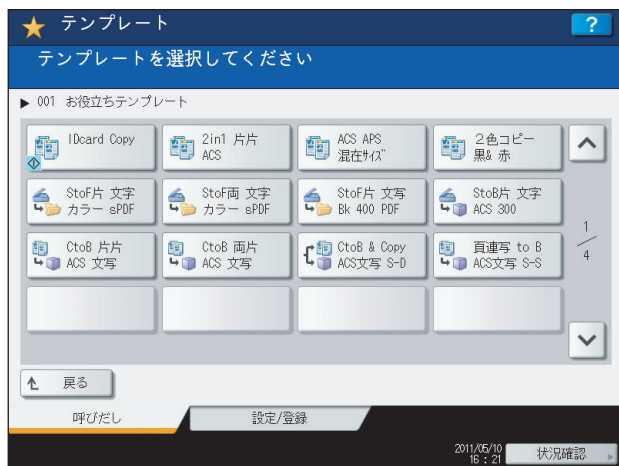 テンプレート
?
テンプレートを選択してください
001 お役立ちテンプレート
IDcard Copy
2in1 片片
ACS
ACS APS
混在ｻｲｽﾞ
2色コピー
黒& 赤
StoF片 文字
カラー sPDF
StoF両 文字
カラー sPDF
StoF片 文写
Bk 400 PDF
StoB片 文字
ACS 300
CtoB 片片
ACS 文写
CtoB 両片
ACS 文写
CtoB & Copy
ACS文写 S-D
頁連写 to B
ACS文写 S-S
1
4
戻る
呼びだし
設定/登録
2011/05/10
16 : 21
状況確認